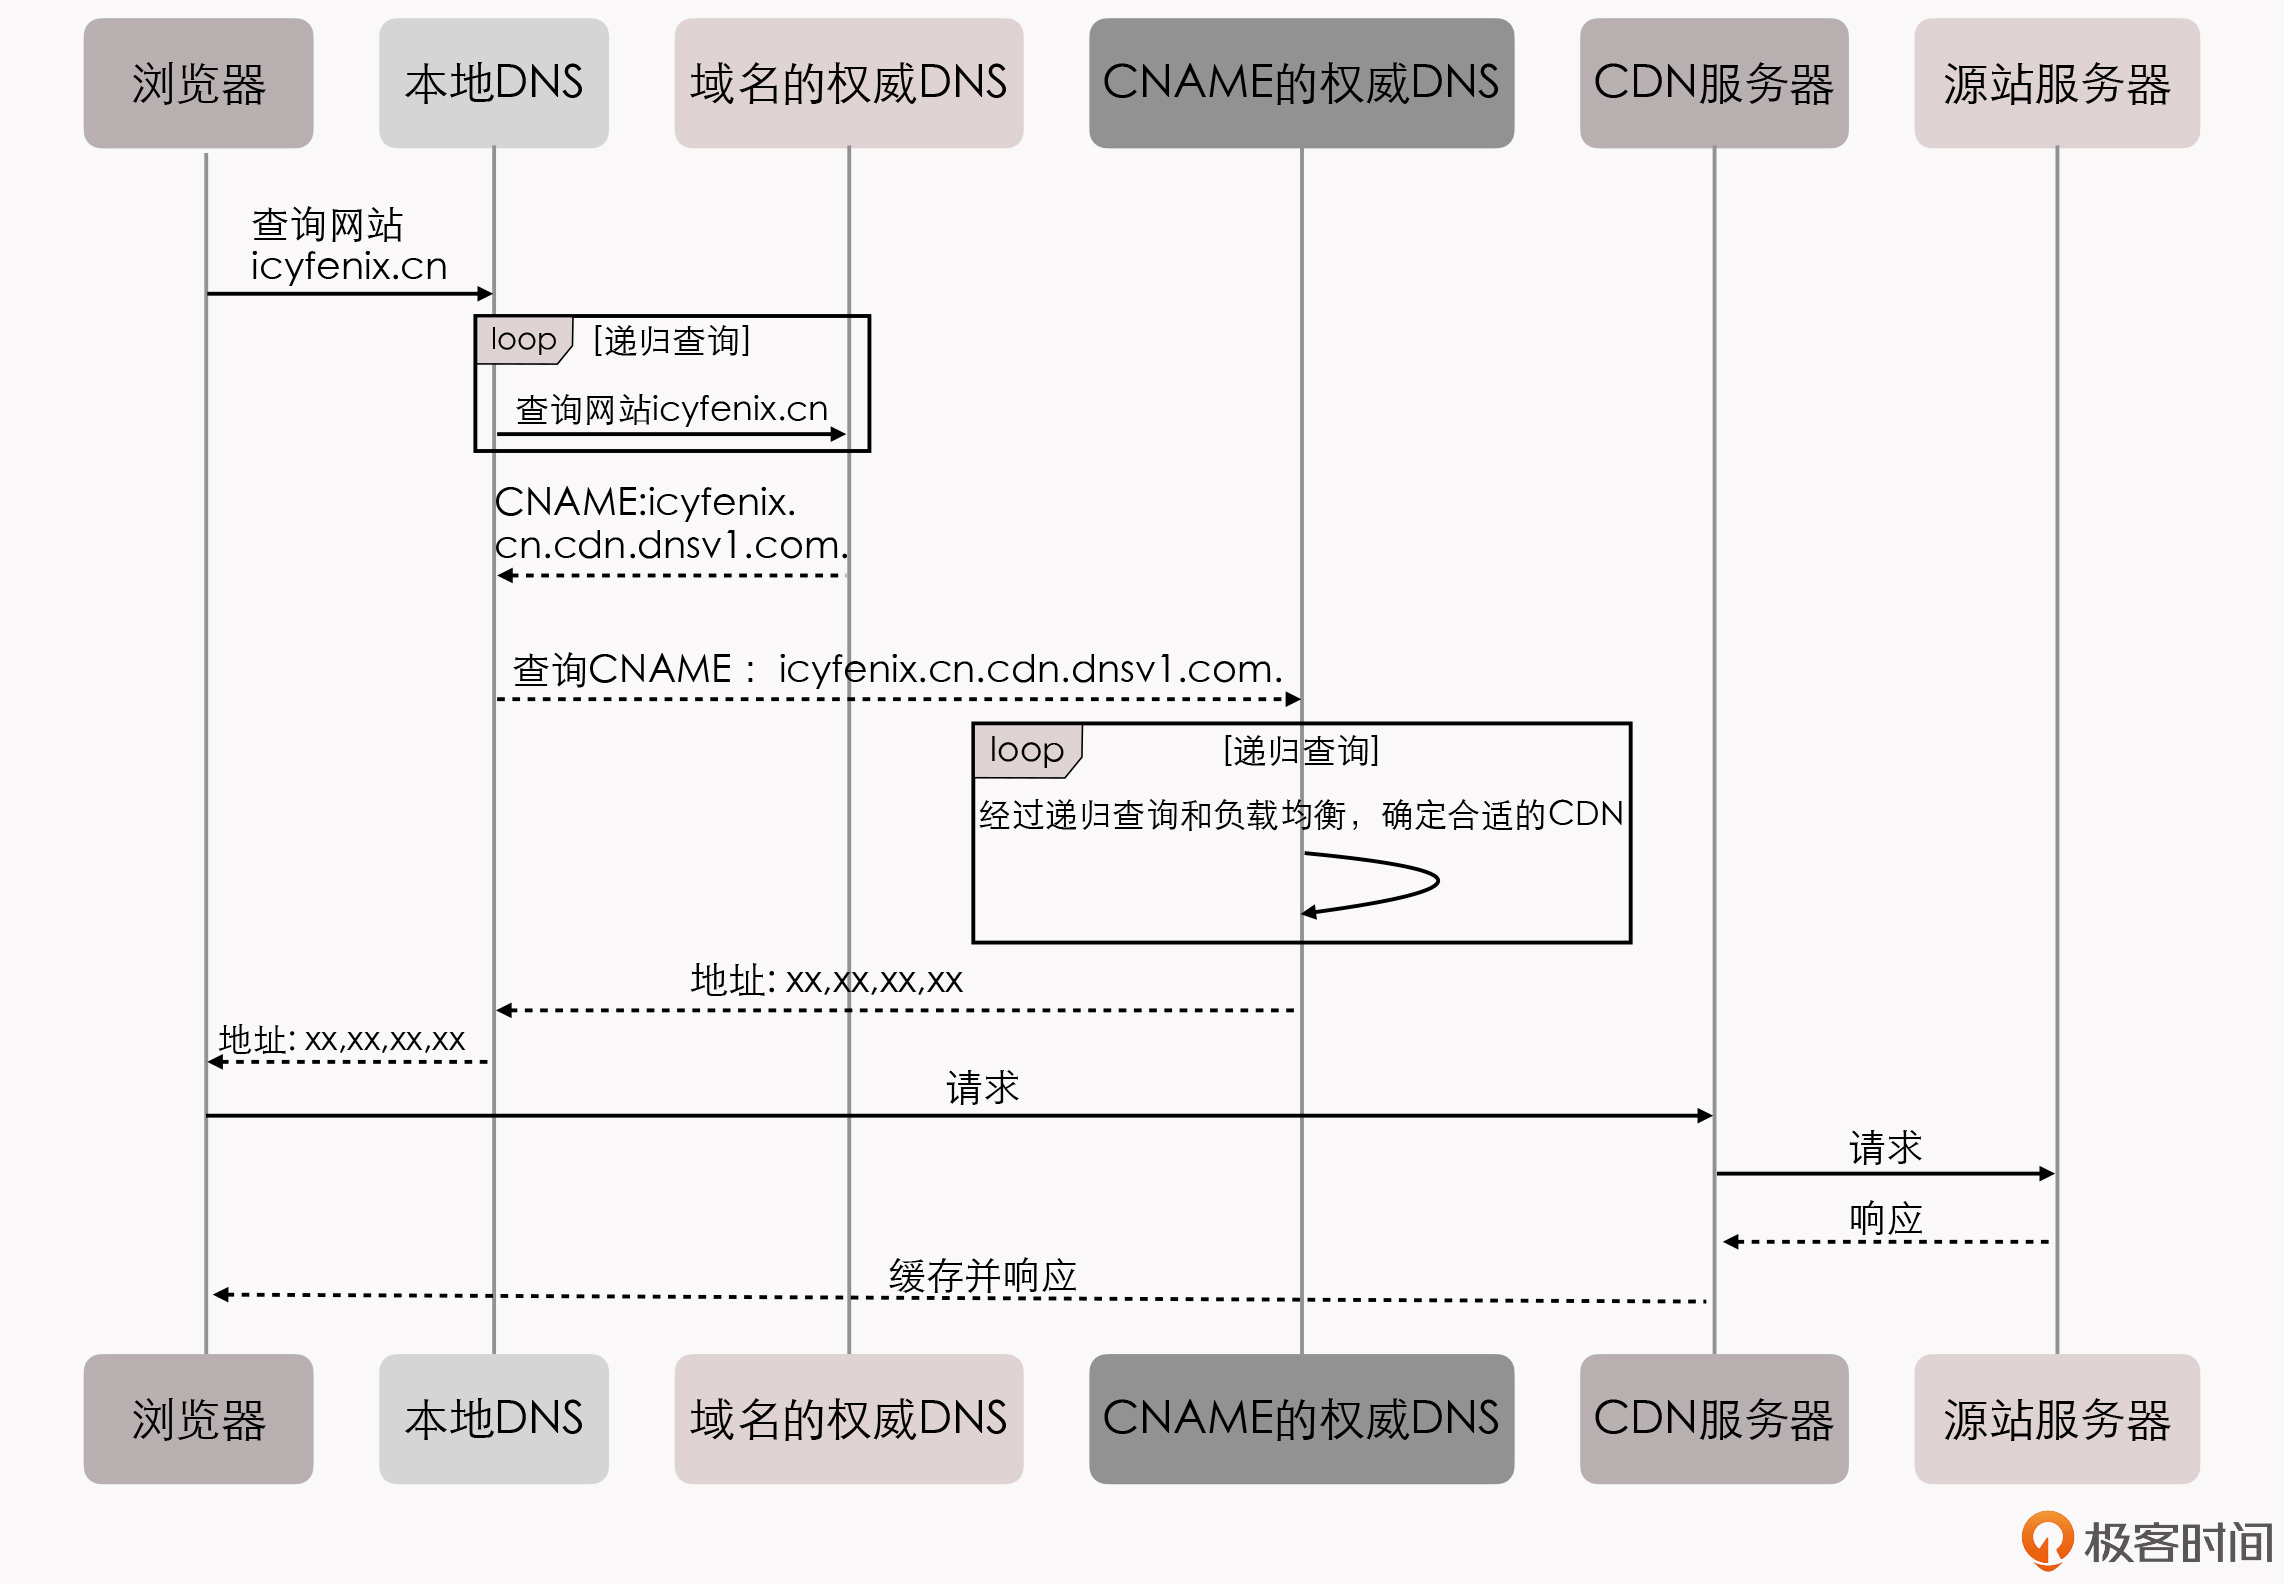 浏览器
本地DNS
域名的权威DNS
CNAME的权威DNS
CDN服务器
源站服务器
查询网站
icyfenix.cn
loop
[递归查询]
查询网站icyfenix.cn
CNAME:icyfenix.
cn.cdn.dnsv1.com.
查询CNAME： icyfenix.cn.cdn.dnsv1.com.
loop
[递归查询]
经过递归查询和负载均衡，确定合适的CDN
地址: xx,xx,xx,xx
地址: xx,xx,xx,xx
请求
请求
响应
缓存并响应
浏览器
本地DNS
域名的权威DNS
CNAME的权威DNS
CDN服务器
源站服务器
极客时间